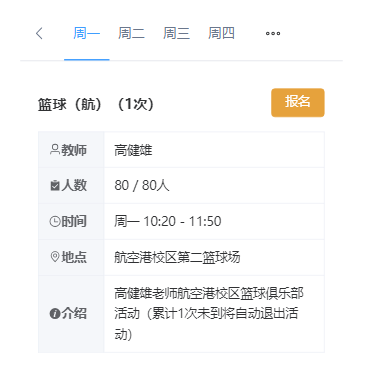 周一 周二 周三 周四 •••
篮球（航）（1次） 报名
教师 高健雄
人数 80 / 80人
时间 周一 10:20 - 11:50
地点 航空港校区第二篮球场
介绍 高健雄老师航空港校区篮球俱乐部
活动（累计1次未到将自动退出活
动）